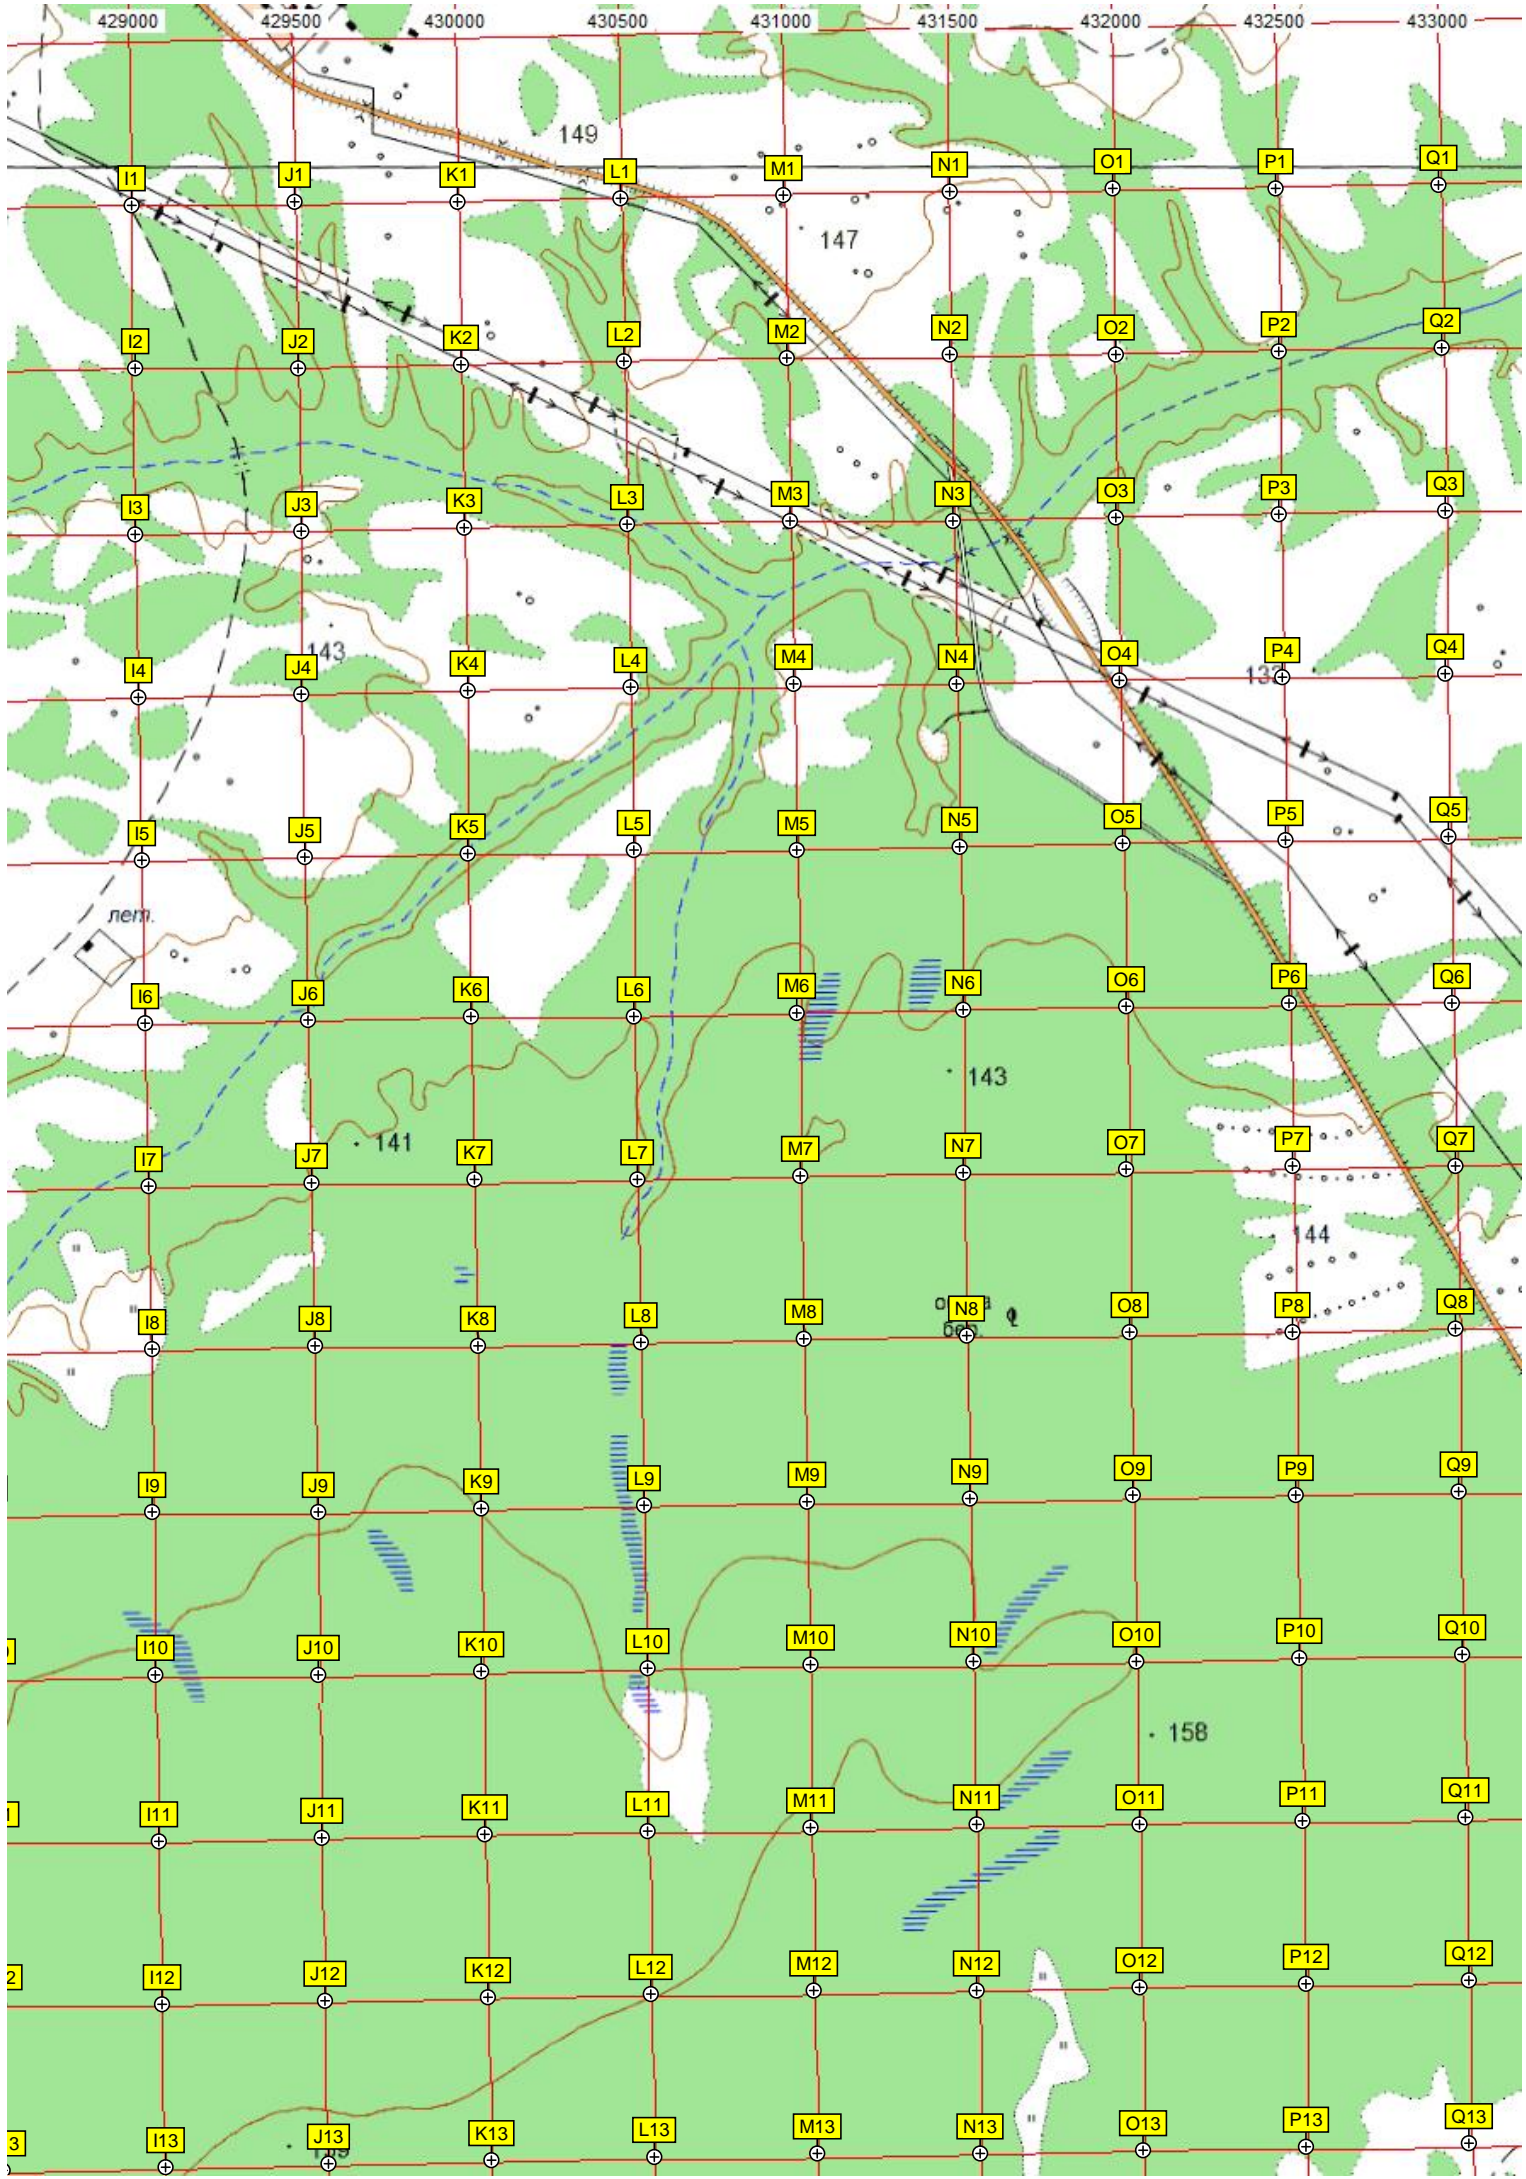 429000 429500 430000 430500 431000 431500 432000 432500 433000
149
I1 J1 K1 L1 M1 N1 O1 P1 Q1
147
I2 J2 K2 L2 M2 N2 O2 P2 Q2
I3 J3 K3 L3 M3 N3 O3 P3 Q3
143
I4 J4 K4 L4 M4 N4 O4 P4 Q4
I5 J5 K5 L5 M5 N5 O5 P5 Q5
лет.
I6 J6 K6 L6 M6 N6 O6 P6 Q6
143
141
I7 J7 K7 L7 M7 N7 O7 P7 Q7
144
I8 J8 K8 L8 M8 N8 O8 P8 Q8
I9 J9 K9 L9 M9 N9 O9 P9 Q9
I10 J10 K10 L10 M10 N10 O10 P10 Q10
158
I11 J11 K11 L11 M11 N11 O11 P11 Q11
I12 J12 K12 L12 M12 N12 O12 P12 Q12
I13 J13 K13 L13 M13 N13 O13 P13 Q13